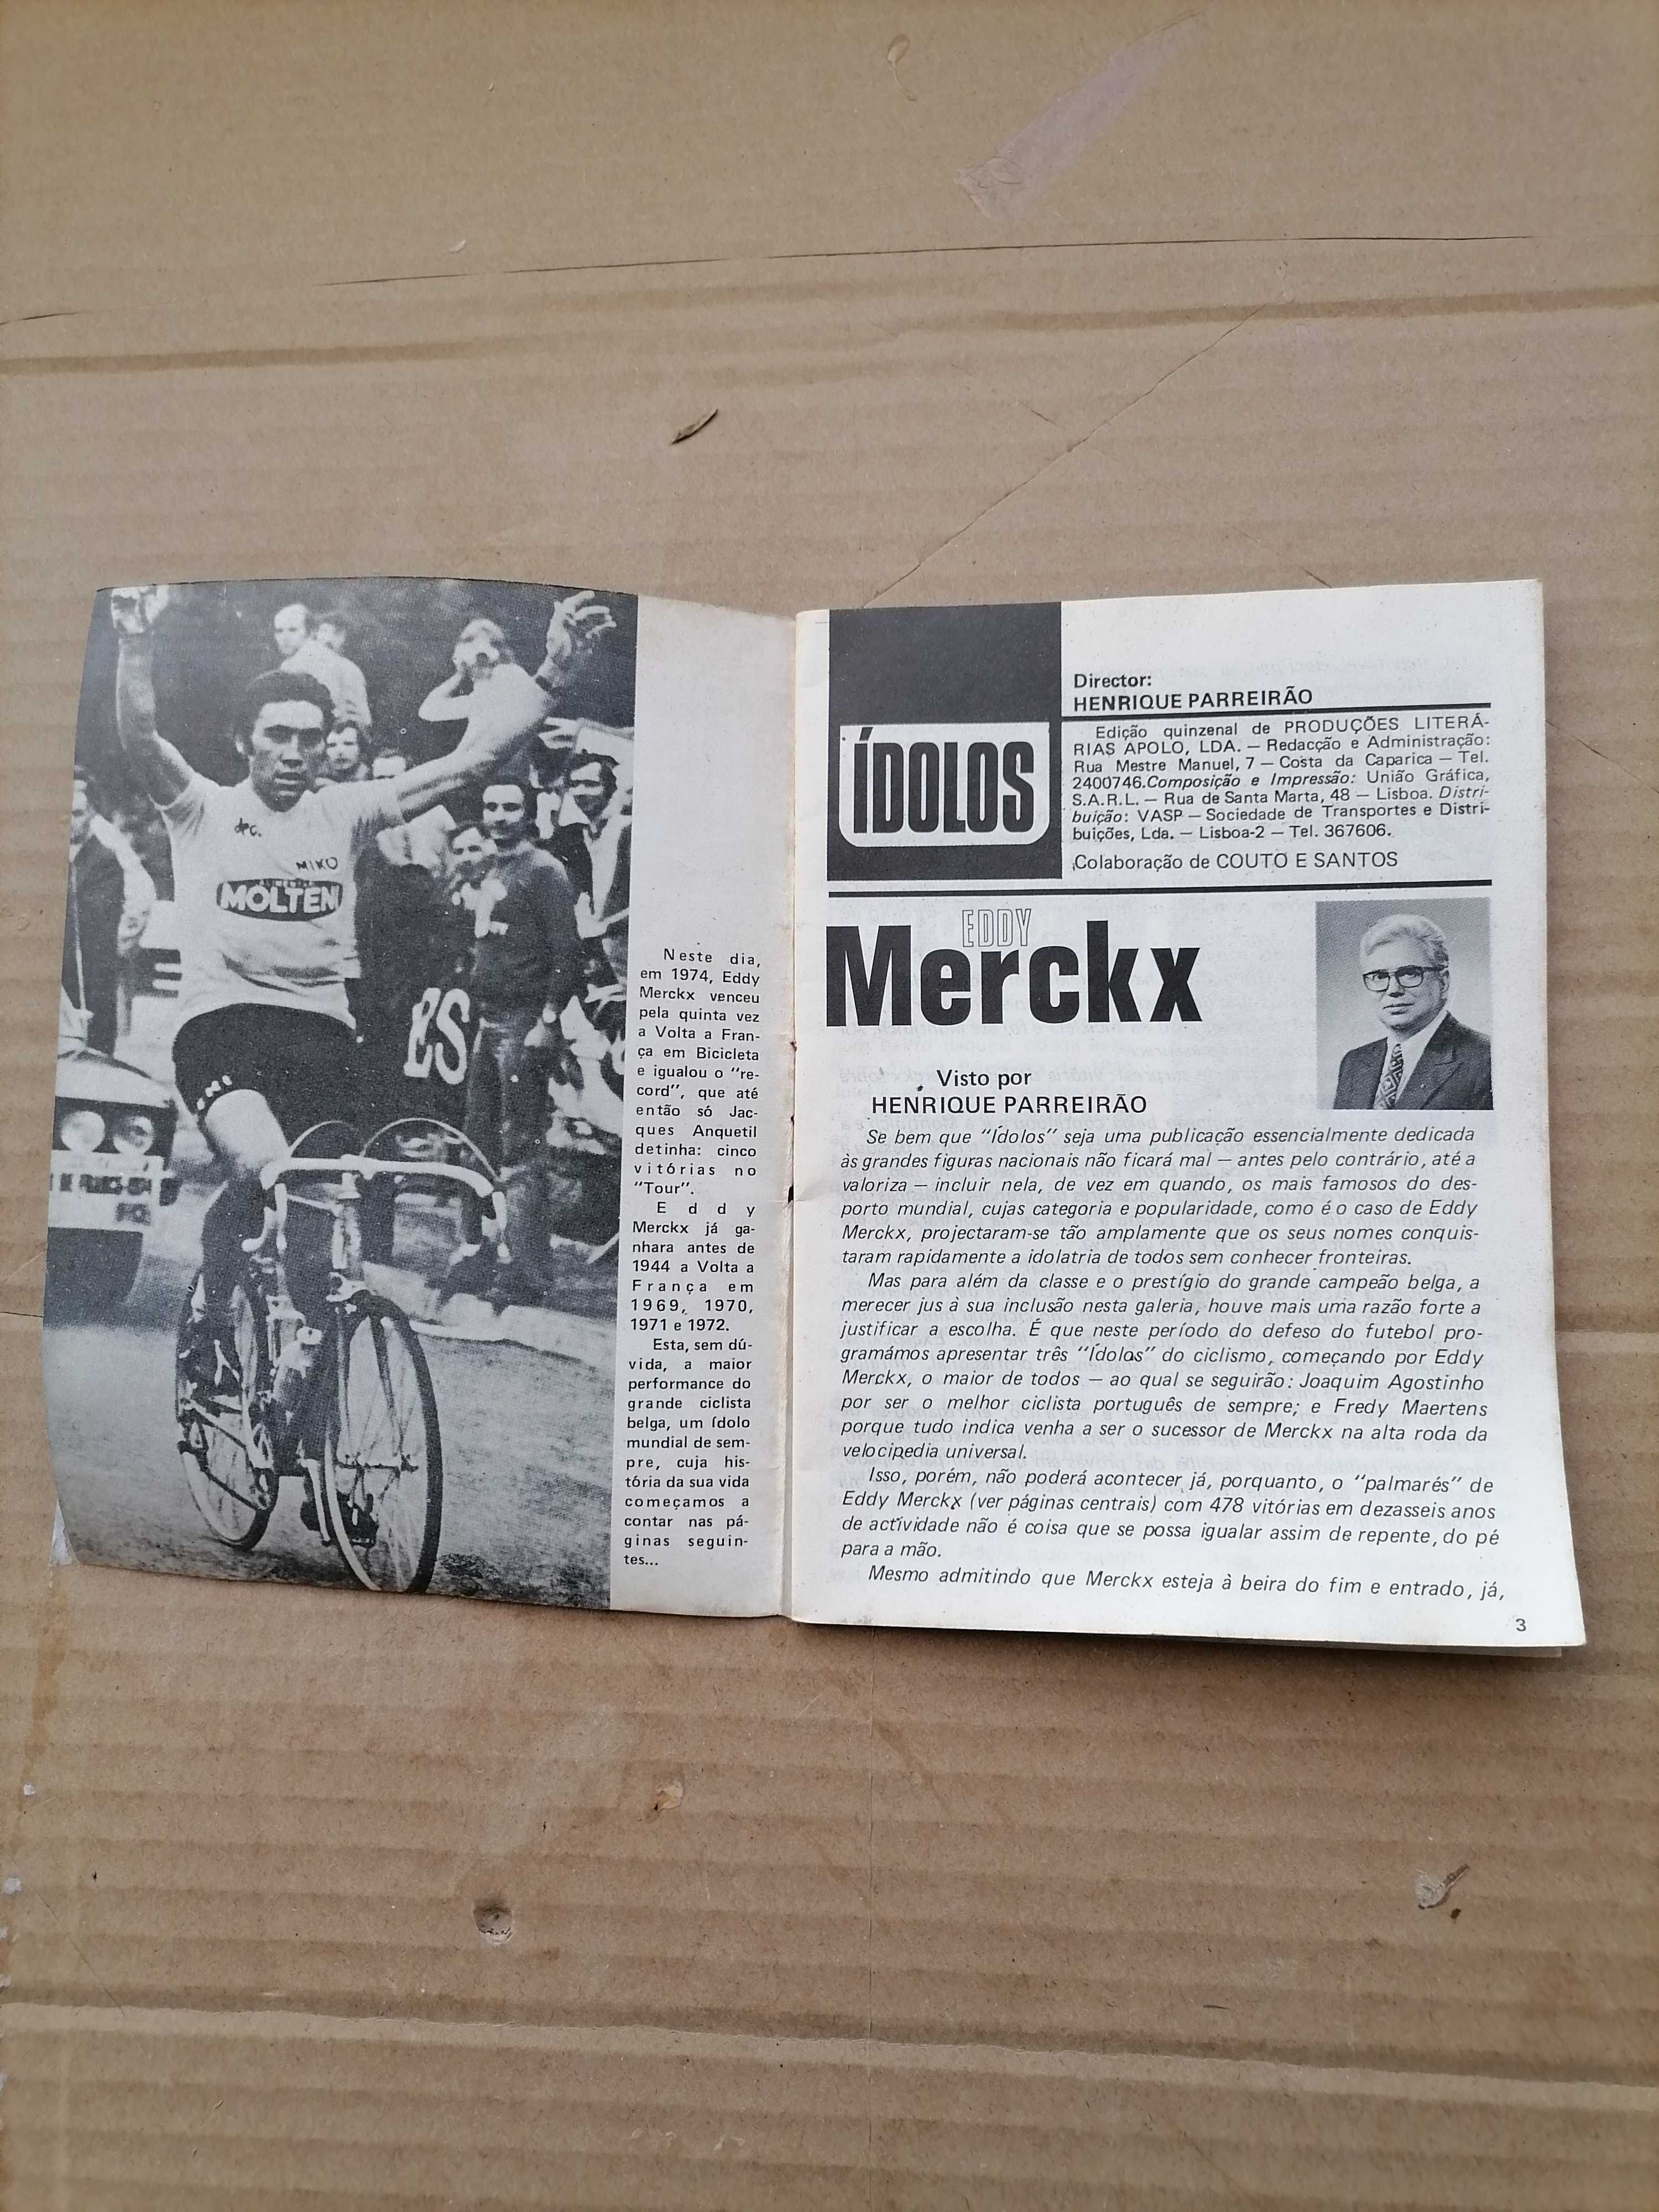 dpc.
MIKO
MOLTEN
ES
Neste dia,
em 1974, Eddy
Merckx venceu
pela quinta vez
a Volta a Fran-
ça em Bicicleta
e igualou o "re-
cord", que até
então só Jac-
ques Anquetil
detinha: cinco
vitórias no
"Tour".
Eddy
Merckx já ga-
nhara antes de
1944 a Volta a
França em
1969, 1970,
1971 e 1972.
Esta, sem dú-
vida, a maior
performance do
grande ciclista
belga, um ídolo
mundial de sem-
pre, cuja his-
tória da sua vida
começamos a
contar nas pá-
ginas seguin-
tes...
ÍDOLOS
Director:
HENRIQUE PARREIRÃO
Edição quinzenal de PRODUÇÕES LITERÁ-
RIAS APOLO, LDA. — Redacção e Administração:
Rua Mestre Manuel, 7 — Costa da Caparica — Tel.
2400746. Composição e Impressão: União Gráfica,
S.A.R.L. — Rua de Santa Marta, 48 — Lisboa. Distri-
buição: VASP — Sociedade de Transportes e Distri-
buições, Lda. — Lisboa-2 — Tel. 367606.
Colaboração de COUTO E SANTOS
EDDY
Merckx
Visto por
HENRIQUE PARREIRÃO
Se bem que "Ídolos" seja uma publicação essencialmente dedicada
às grandes figuras nacionais não ficará mal — antes pelo contrário, até a
valoriza — incluir nela, de vez em quando, os mais famosos do des-
porto mundial, cujas categoria e popularidade, como é o caso de Eddy
Merckx, projectaram-se tão amplamente que os seus nomes conquis-
taram rapidamente a idolatria de todos sem conhecer fronteiras.
Mas para além da classe e o prestígio do grande campeão belga, a
merecer jus à sua inclusão nesta galeria, houve mais uma razão forte a
justificar a escolha. É que neste período do defeso do futebol pro-
gramámos apresentar três "Ídolos" do ciclismo, começando por Eddy
Merckx, o maior de todos — ao qual se seguirão: Joaquim Agostinho
por ser o melhor ciclista português de sempre; e Fredy Maertens
porque tudo indica venha a ser o sucessor de Merckx na alta roda da
velocipedia universal.
Isso, porém, não poderá acontecer já, porquanto, o "palmarés" de
Eddy Merckx (ver páginas centrais) com 478 vitórias em dezasseis anos
de actividade não é coisa que se possa igualar assim de repente, do pé
para a mão.
Mesmo admitindo que Merckx esteja à beira do fim e entrado, já,
3